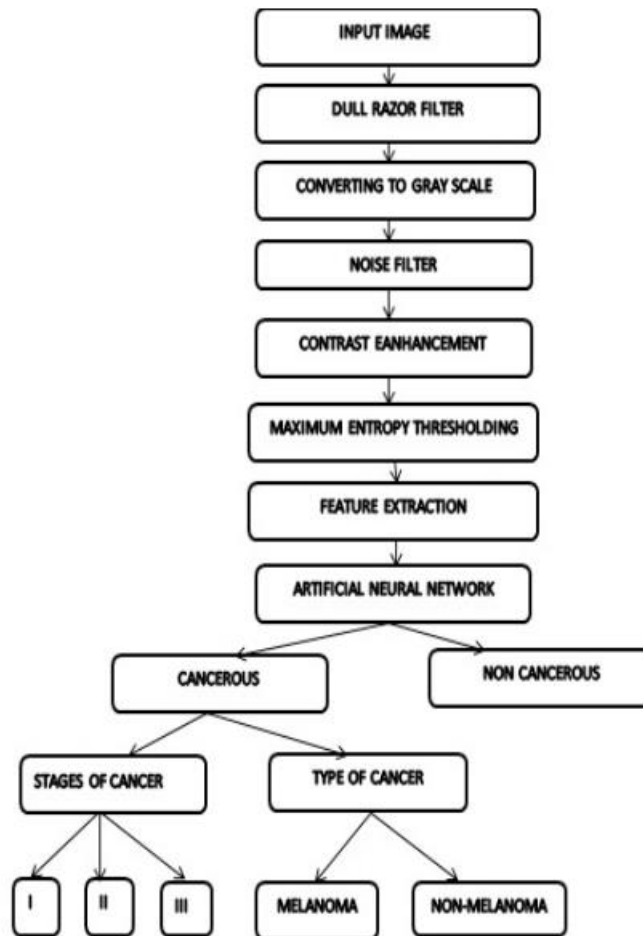 INPUT IMAGE
DULL RAZOR FILTER
CONVERTING TO GRAY SCALE
NOISE FILTER
CONTRAST EANHANCEMENT
MAXIMUM ENTROPY THRESHOLDING
FEATURE EXTRACTION
ARTIFICIAL NEURAL NETWORK
CANCEROUS
NON CANCEROUS
STAGES OF CANCER
TYPE OF CANCER
I
II
III
MELANOMA
NON-MELANOMA